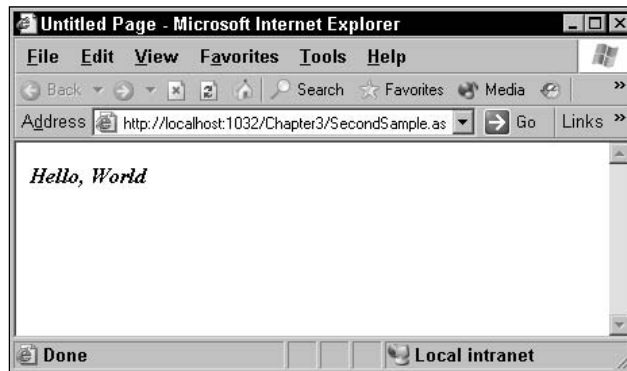 Untitled Page - Microsoft Internet Explorer
File Edit View Favorites Tools Help
Back Search Favorites Media »
Address http://localhost:1032/Chapter3/SecondSample.as Go Links »
Hello, World
Done Local intranet